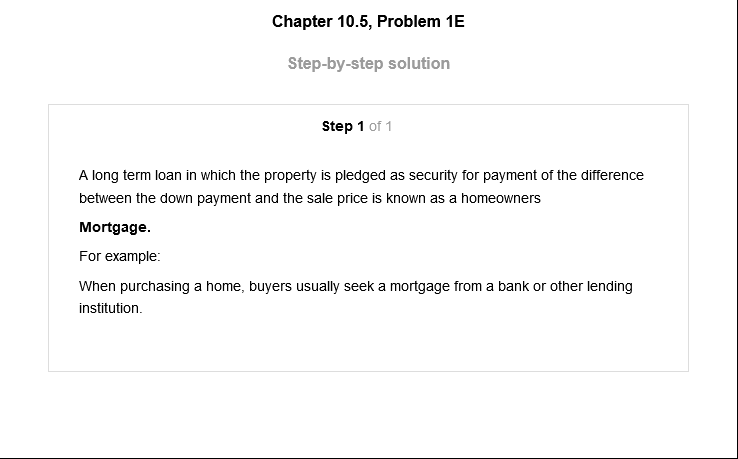 Chapter 10.5, Problem 1E
Step-by-step solution
Step 1 of 1
A long term loan in which the property is pledged as security for payment of the difference
between the down payment and the sale price is known as a homeowners
Mortgage.
For example:
When purchasing a home, buyers usually seek a mortgage from a bank or other lending
institution.